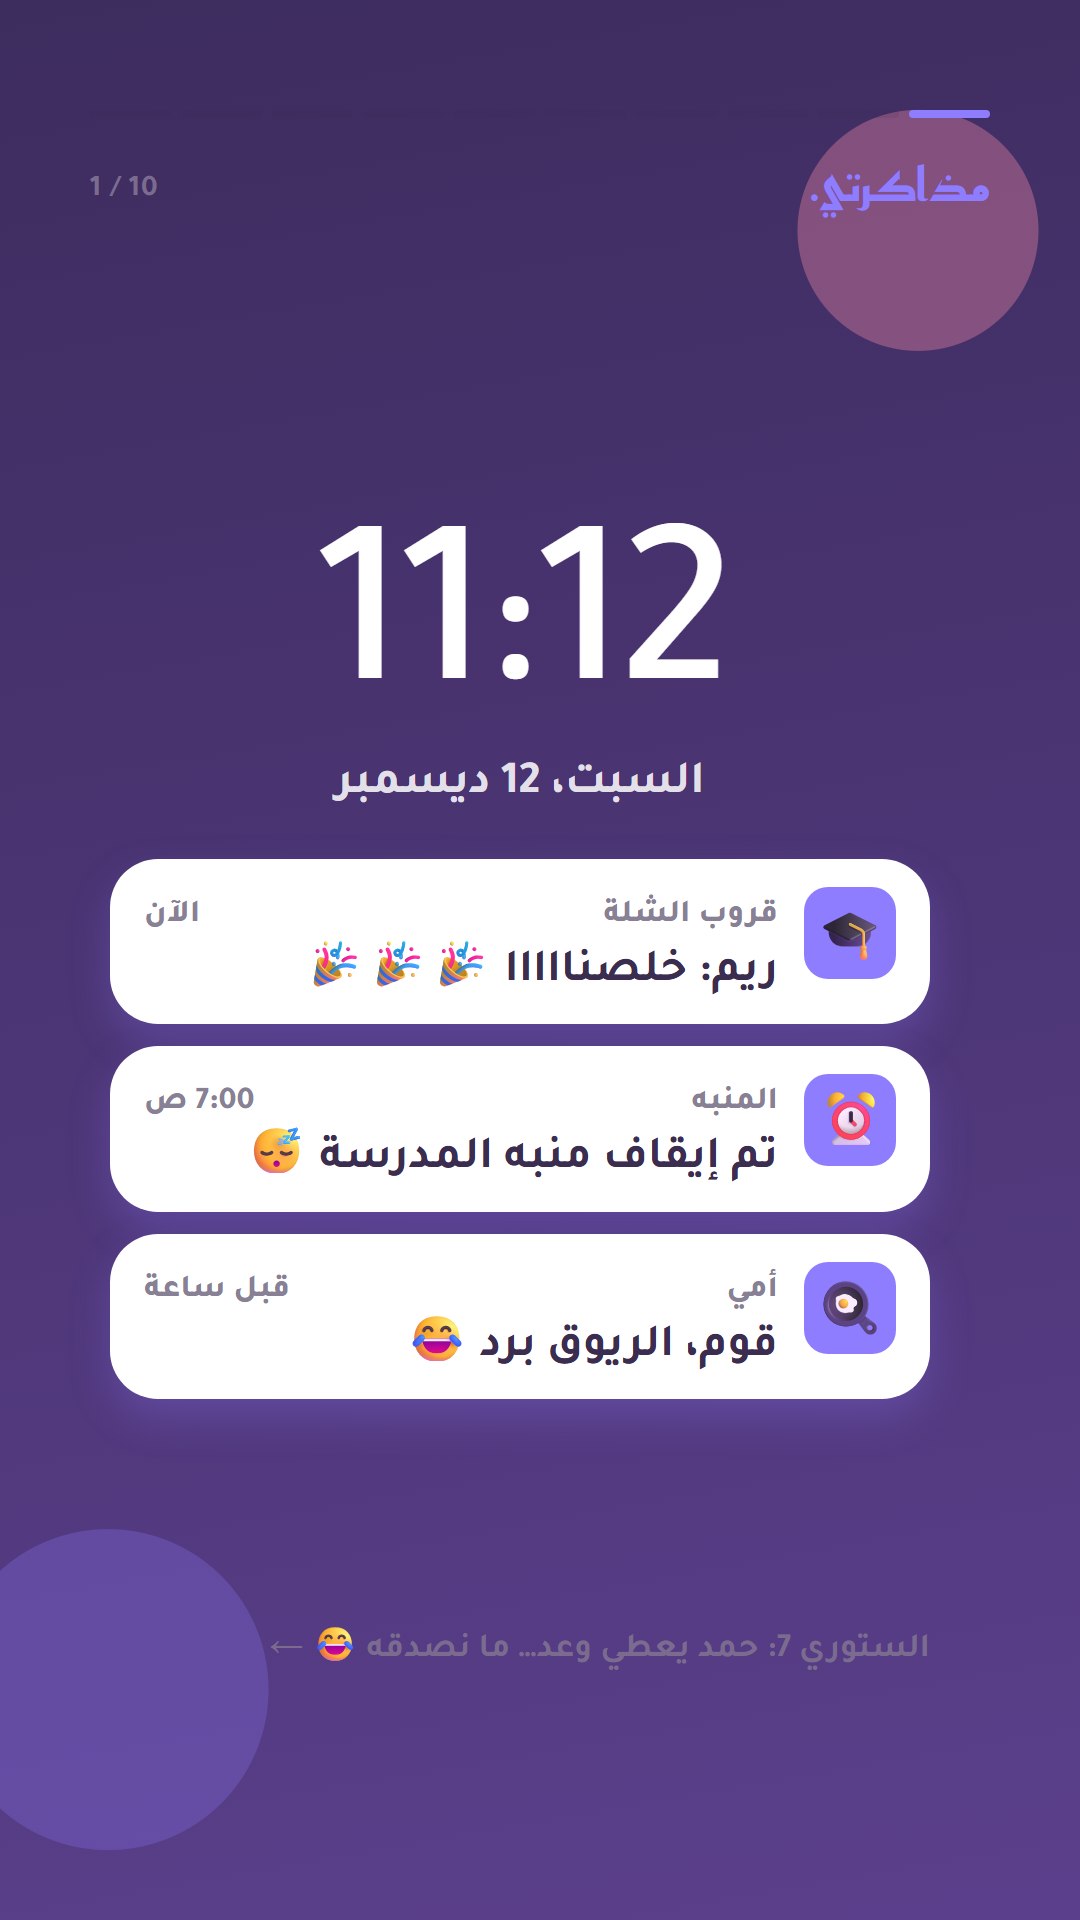 مذاكرتي.
1 / 10
11:12
السبت، 12 ديسمبر
قروب الشلة
الآن
ريم: خلصناااااا 🎉 🎉 🎉
المنبه
7:00 ص
تم إيقاف منبه المدرسة 😴
أمي
قبل ساعة
قوم، الريوق برد 😂
الستوري 7: حمد يعطي وعد... ما نصدقه 😂 ←